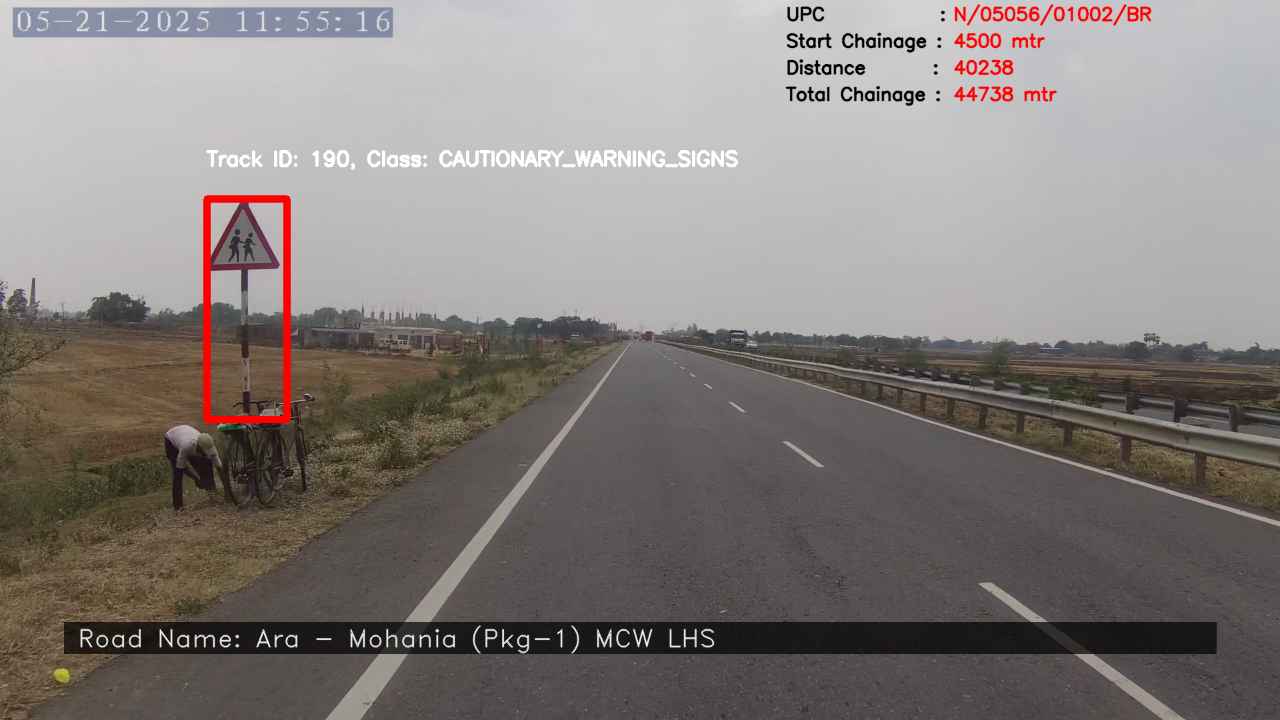 05-21-2025 11:55:16
UPC : N/05056/01002/BR
Start Chainage : 4500 mtr
Distance : 40238
Total Chainage : 44738 mtr
Track ID: 190, Class: CAUTIONARY_WARNING_SIGNS
Road Name: Ara - Mohania (Pkg-1) MCW LHS